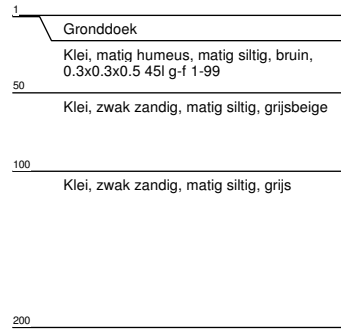 1
Gronddoek
Klei, matig humeus, matig siltig, bruin,
0.3x0.3x0.5 45l g-f 1-99
50
Klei, zwak zandig, matig siltig, grijsbeige
100
Klei, zwak zandig, matig siltig, grijs
200